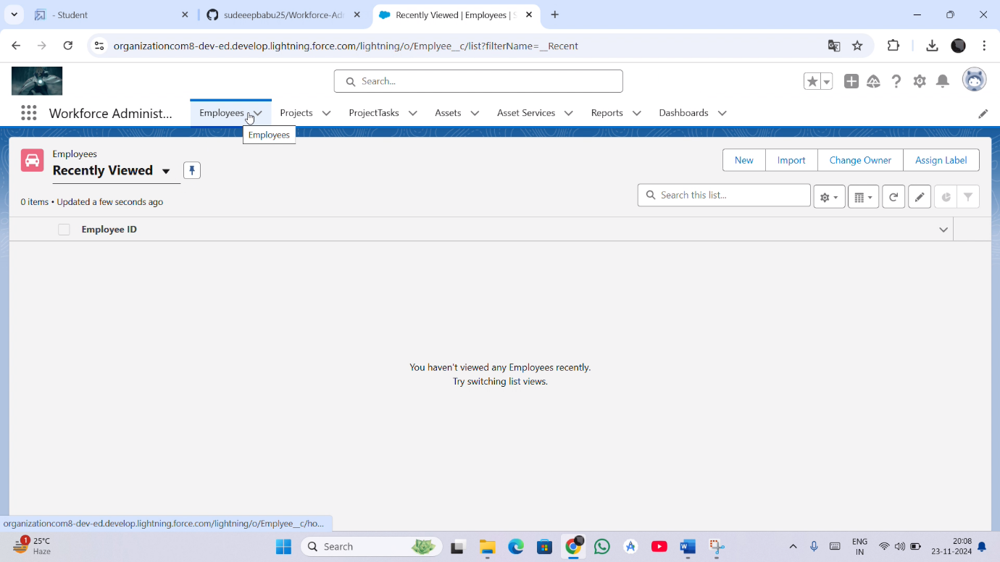 - Student
sudeeepbabu25/Workforce-Adm
Recently Viewed | Employees | S
organizationcom8-dev-ed.develop.lightning.force.com/lightning/o/Emplyee__c/list?filterName=__Recent
Search...
Workforce Administ...
Employees
Projects
ProjectTasks
Assets
Asset Services
Reports
Dashboards
Employees
Employees
Recently Viewed
New
Import
Change Owner
Assign Label
0 items • Updated a few seconds ago
Search this list...
Employee ID
You haven't viewed any Employees recently.
Try switching list views.
organizationcom8-dev-ed.develop.lightning.force.com/lightning/o/Emplyee__c/ho...
1
25°C
Haze
Search
ENG
IN
20:08
23-11-2024